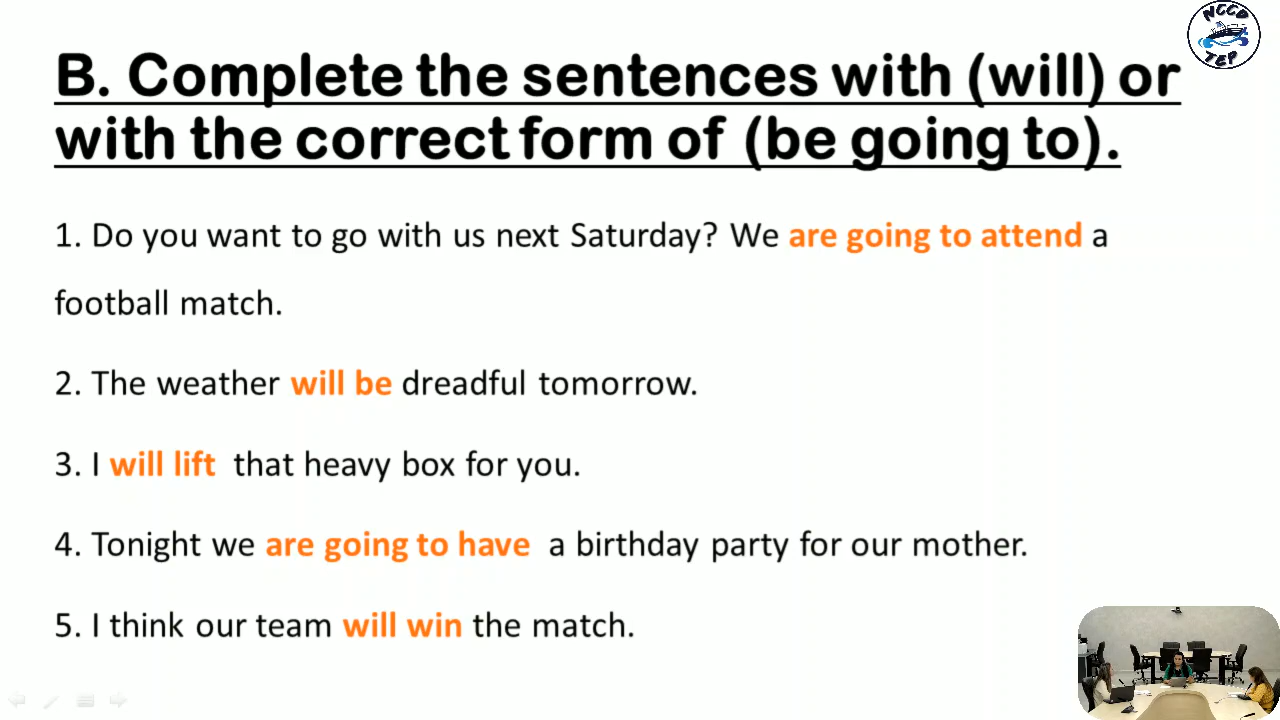 NCCD
TEP
B. Complete the sentences with (will) or
with the correct form of (be going to).
1. Do you want to go with us next Saturday? We are going to attend a
football match.
2. The weather will be dreadful tomorrow.
3. I will lift that heavy box for you.
4. Tonight we are going to have a birthday party for our mother.
5. I think our team will win the match.